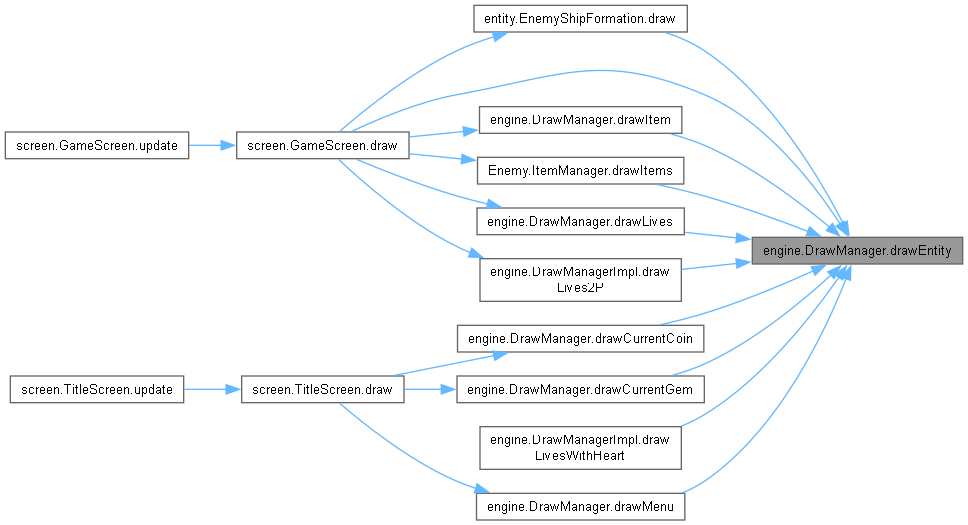 entity.EnemyShipFormation.draw
engine.DrawManager.drawItem
screen.GameScreen.update
screen.GameScreen.draw
Enemy.ItemManager.drawItems
engine.DrawManager.drawLives
engine.DrawManager.drawEntity
engine.DrawManagerImpl.draw
Lives2P
engine.DrawManager.drawCurrentCoin
screen.TitleScreen.update
screen.TitleScreen.draw
engine.DrawManager.drawCurrentGem
engine.DrawManagerImpl.draw
LivesWithHeart
engine.DrawManager.drawMenu